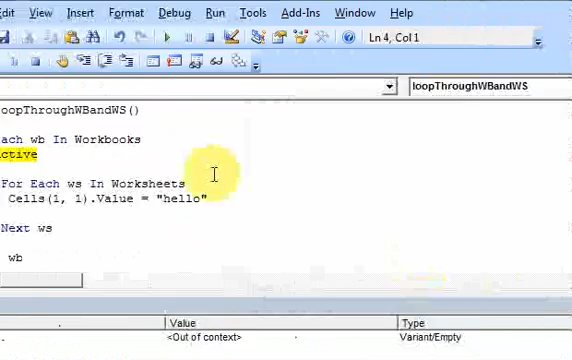 Edit View Insert Format Debug Run Tools Add-Ins Window Help
Ln 4, Col 1
loopThroughWBandWS
loopThroughWBandWS()
ach wb In Workbooks
ctive
For Each ws In Worksheets
Cells(1, 1).Value = "hello"
Next ws
wb
Value Type
<Out of context> Variant/Empty